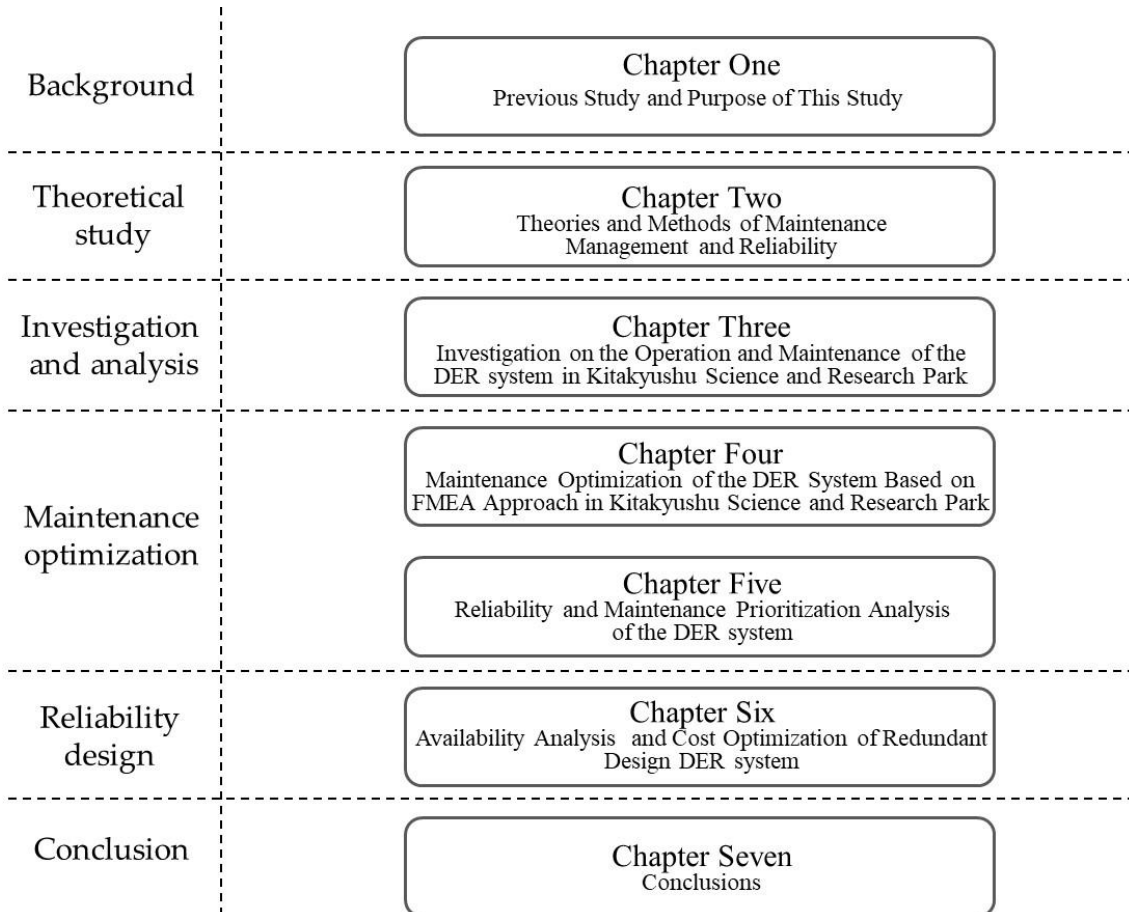 Background
Chapter One
Previous Study and Purpose of This Study
Theoretical
study
Chapter Two
Theories and Methods of Maintenance
Management and Reliability
Investigation
and analysis
Chapter Three
Investigation on the Operation and Maintenance of the
DER system in Kitakyushu Science and Research Park
Maintenance
optimization
Chapter Four
Maintenance Optimization of the DER System Based on
FMEA Approach in Kitakyushu Science and Research Park
Chapter Five
Reliability and Maintenance Prioritization Analysis
of the DER system
Reliability
design
Chapter Six
Availability Analysis and Cost Optimization of Redundant
Design DER system
Conclusion
Chapter Seven
Conclusions